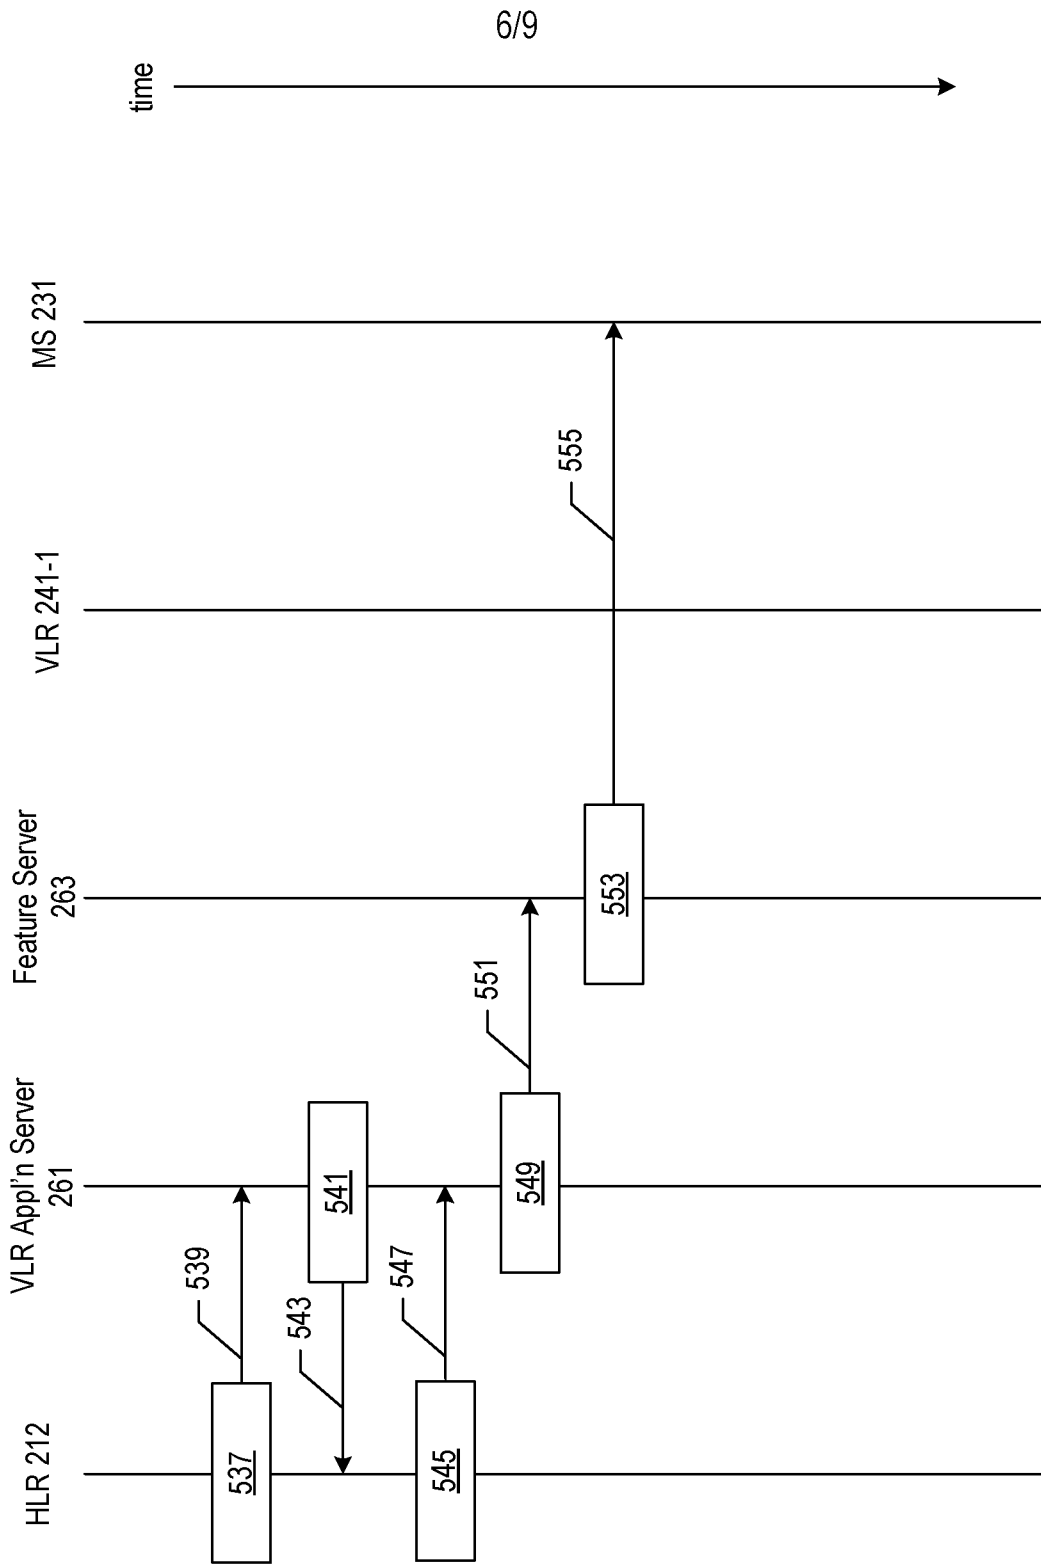 6/9
time
HLR 212
VLR Appl'n Server
261
Feature Server
263
VLR 241-1
MS 231
537
539
541
543
545
547
549
551
553
555